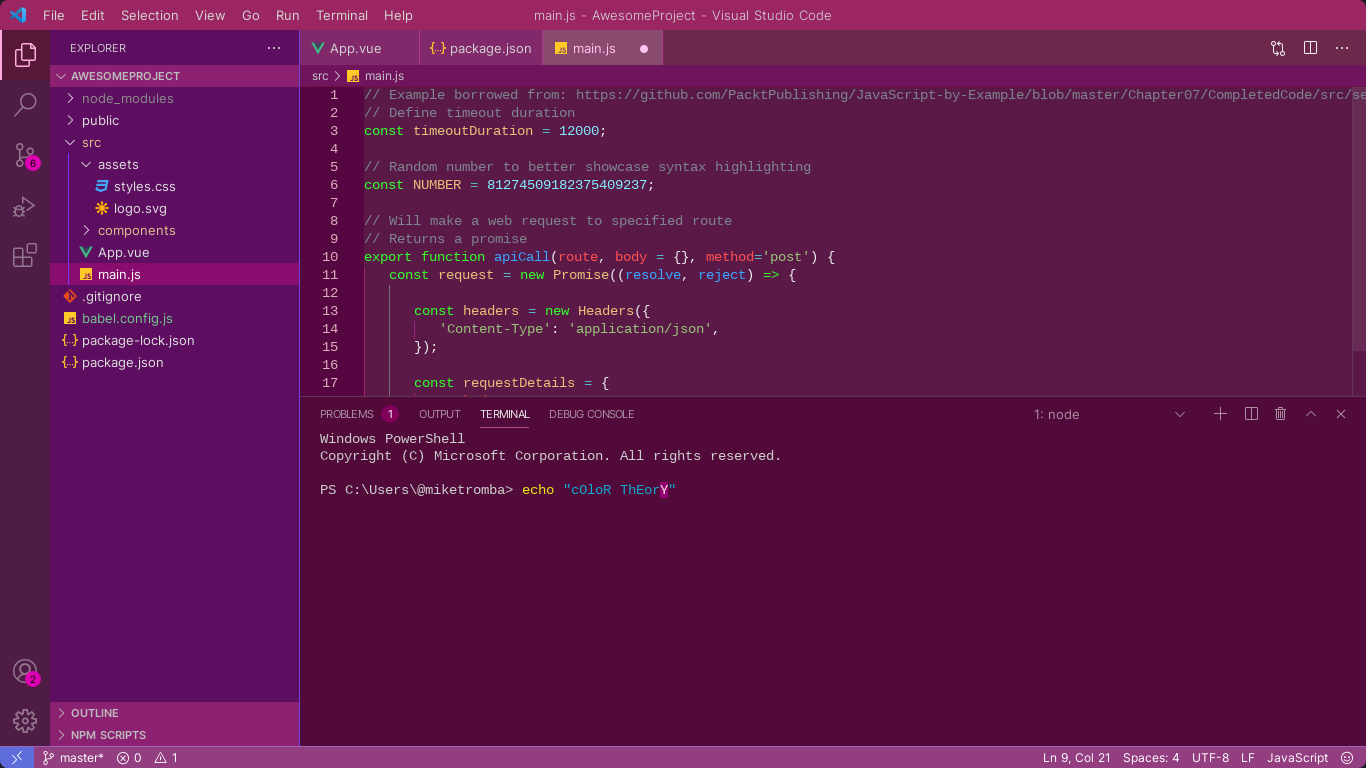 File Edit Selection View Go Run Terminal Help
main.js - AwesomeProject - Visual Studio Code
EXPLORER
AWESOMEPROJECT
node_modules
public
src
assets
styles.css
logo.svg
components
App.vue
main.js
.gitignore
babel.config.js
package-lock.json
package.json
OUTLINE
NPM SCRIPTS
6
2
App.vue {..} package.json JS main.js
src > JS main.js
1 // Example borrowed from: https://github.com/PacktPublishing/JavaScript-by-Example/blob/master/Chapter07/CompletedCode/src/se
2 // Define timeout duration
3 const timeoutDuration = 12000;
4
5 // Random number to better showcase syntax highlighting
6 const NUMBER = 81274509182375409237;
7
8 // Will make a web request to specified route
9 // Returns a promise
10 export function apiCall(route, body = {}, method='post') {
11 const request = new Promise((resolve, reject) => {
12
13 const headers = new Headers({
14 'Content-Type': 'application/json',
15 });
16
17 const requestDetails = {
PROBLEMS 1 OUTPUT TERMINAL DEBUG CONSOLE 1: node
Windows PowerShell
Copyright (C) Microsoft Corporation. All rights reserved.
PS C:\Users\@miketromba> echo "cOloR ThEorY"
master* 0 1 Ln 9, Col 21 Spaces: 4 UTF-8 LF JavaScript